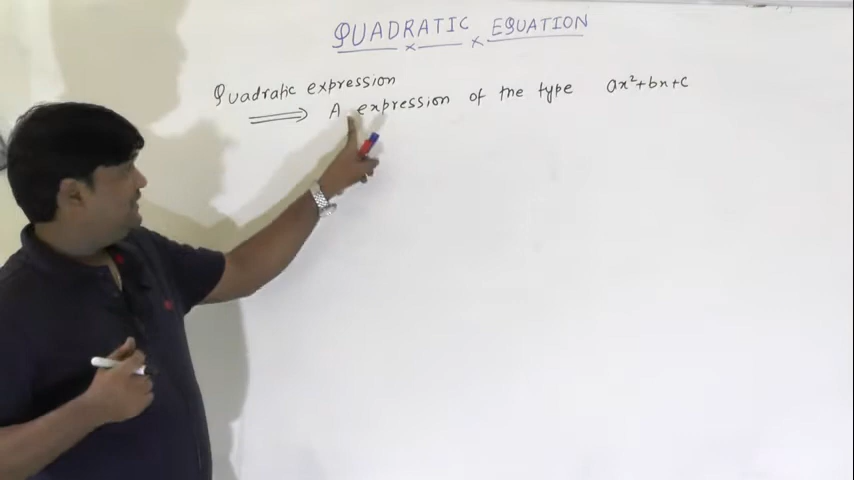 QUADRATIC EQUATION
Quadratic expression
⟹ A expression of the type ax²+bx+c